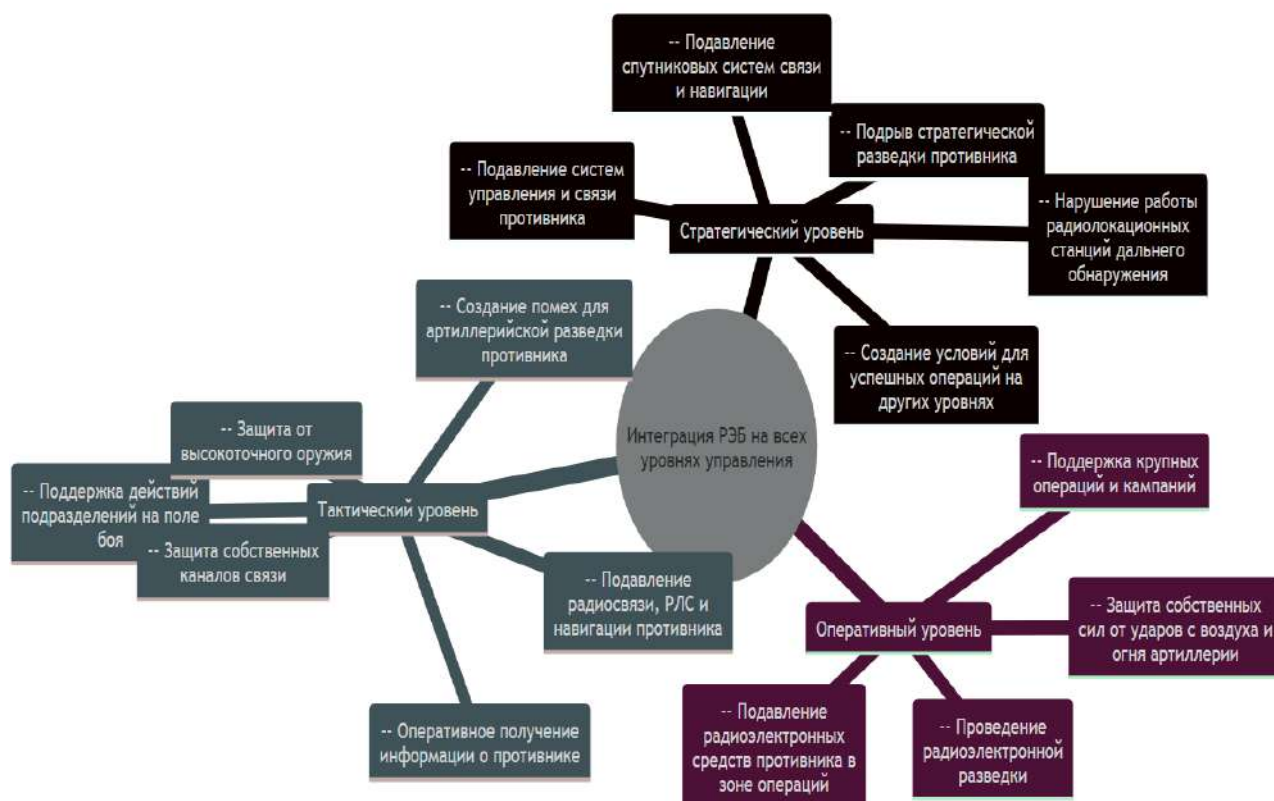 -- Подавление
спутниковых систем связи
и навигации
-- Подрыв стратегической
разведки противника
-- Подавление систем
управления и связи
противника
-- Нарушение работы
радиолокационных
станций дальнего
обнаружения
Стратегический уровень
-- Создание условий для
успешных операций на
других уровнях
-- Создание помех для
артиллерийской разведки
противника
-- Защита от
высокоточного оружия
-- Поддержка действий
подразделений на поле
боя
Тактический уровень
-- Защита собственных
каналов связи
-- Подавление
радиосвязи, РЛС и
навигации противника
-- Оперативное получение
информации о противнике
Интеграция РЭБ на всех
уровнях управления
-- Поддержка крупных
операций и кампаний
Оперативный уровень
-- Защита собственных
сил от ударов с воздуха и
огня артиллерии
-- Подавление
радиоэлектронных
средств противника в
зоне операций
-- Проведение
радиоэлектронной
разведки